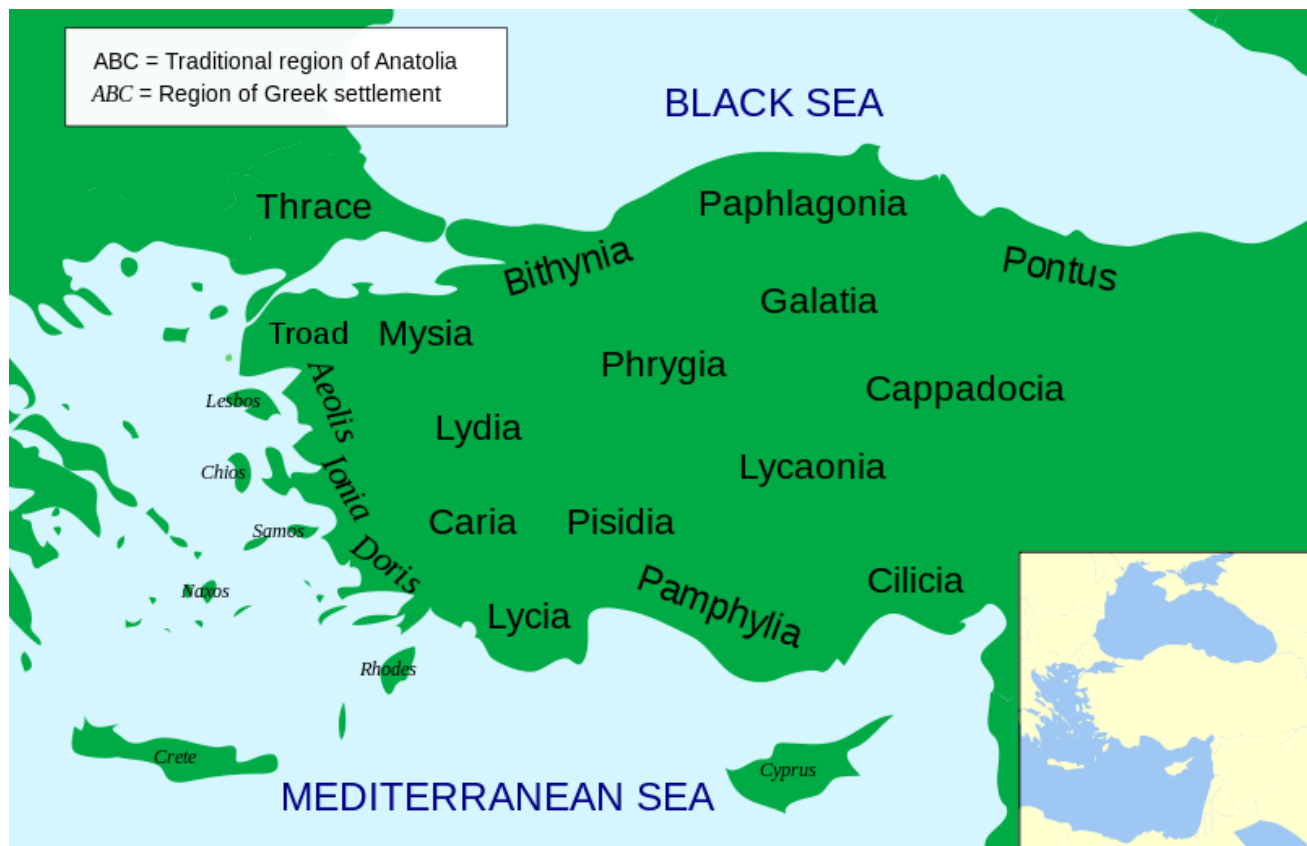 ABC = Traditional region of Anatolia
ABC = Region of Greek settlement
BLACK SEA
Thrace
Paphlagonia
Bithynia
Pontus
Galatia
Troad
Mysia
Phrygia
Aeolis
Cappadocia
Lesbos
Lydia
Lycaonia
Chios
Ionia
Caria
Pisidia
Samos
Doris
Cilicia
Naxos
Pamphylia
Lycia
Rhodes
Crete
Cyprus
MEDITERRANEAN SEA